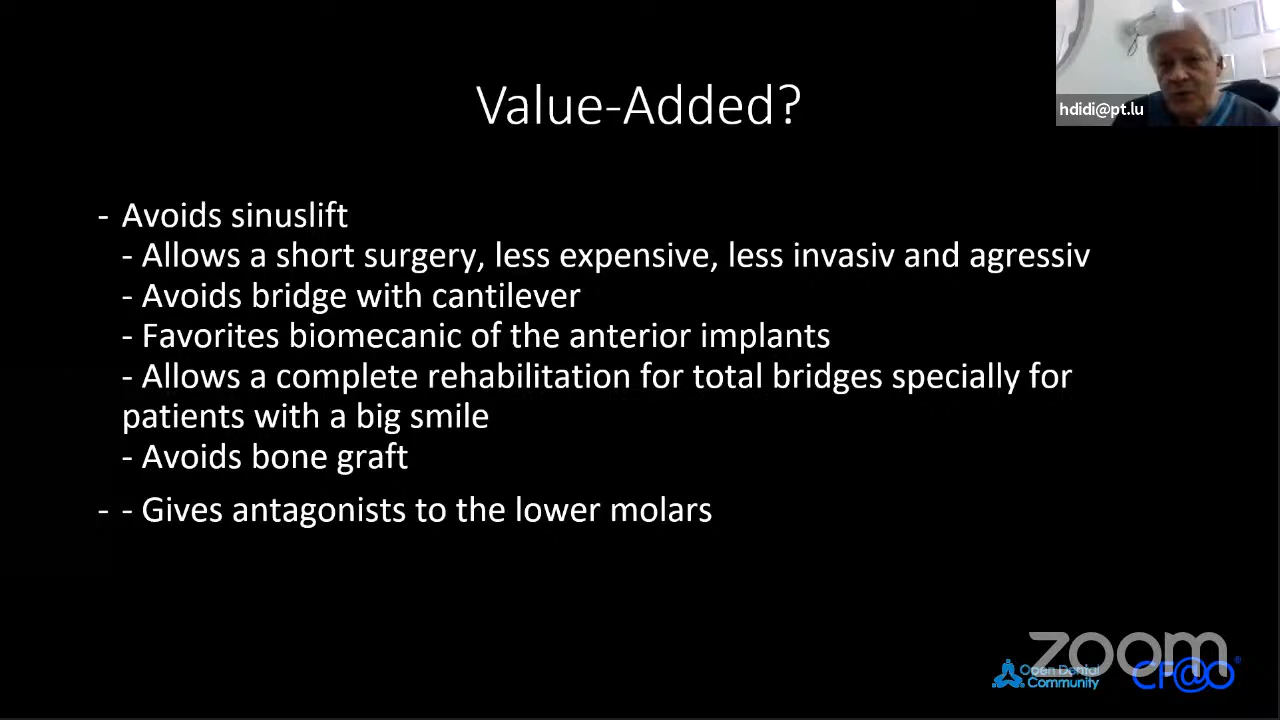 Value-Added?
hdidi@pt.lu
- Avoids sinuslift
- Allows a short surgery, less expensive, less invasiv and agressiv
- Avoids bridge with cantilever
- Favorites biomecanic of the anterior implants
- Allows a complete rehabilitation for total bridges specially for
patients with a big smile
- Avoids bone graft
- - Gives antagonists to the lower molars
zoom
Open Dental
Community
CF@O®